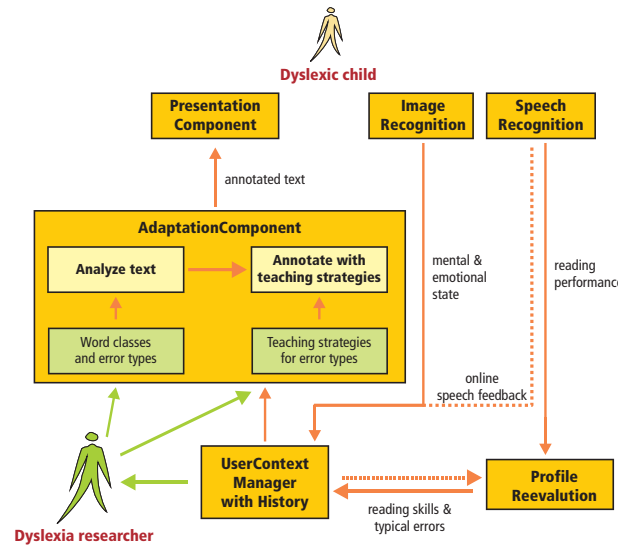 Dyslexic child
Presentation
Component
Image
Recognition
Speech
Recognition
annotated text
AdaptationComponent
Analyze text
Annotate with
teaching strategies
mental &
emotional
state
reading
performance
Word classes
and error types
Teaching strategies
for error types
online
speech feedback
UserContext
Manager
with History
Profile
Reevalution
reading skills &
typical errors
Dyslexia researcher